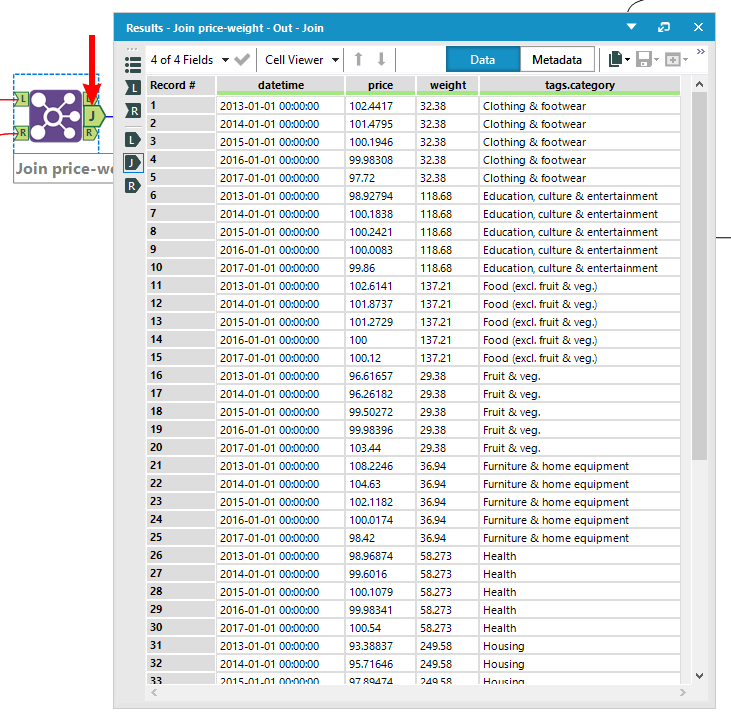 Results - Join price-weight - Out - Join
4 of 4 Fields Cell Viewer Data Metadata
L
R
L
J
R
L
R
L
J
R
Join price-we
Record # datetime price weight tags.category
1 2013-01-01 00:00:00 102.4417 32.38 Clothing & footwear
2 2014-01-01 00:00:00 101.4795 32.38 Clothing & footwear
3 2015-01-01 00:00:00 100.1946 32.38 Clothing & footwear
4 2016-01-01 00:00:00 99.98308 32.38 Clothing & footwear
5 2017-01-01 00:00:00 97.72 32.38 Clothing & footwear
6 2013-01-01 00:00:00 98.92794 118.68 Education, culture & entertainment
7 2014-01-01 00:00:00 100.1838 118.68 Education, culture & entertainment
8 2015-01-01 00:00:00 100.2421 118.68 Education, culture & entertainment
9 2016-01-01 00:00:00 100.0083 118.68 Education, culture & entertainment
10 2017-01-01 00:00:00 99.86 118.68 Education, culture & entertainment
11 2013-01-01 00:00:00 102.6141 137.21 Food (excl. fruit & veg.)
12 2014-01-01 00:00:00 101.8737 137.21 Food (excl. fruit & veg.)
13 2015-01-01 00:00:00 101.2729 137.21 Food (excl. fruit & veg.)
14 2016-01-01 00:00:00 100 137.21 Food (excl. fruit & veg.)
15 2017-01-01 00:00:00 100.12 137.21 Food (excl. fruit & veg.)
16 2013-01-01 00:00:00 96.61657 29.38 Fruit & veg.
17 2014-01-01 00:00:00 96.26182 29.38 Fruit & veg.
18 2015-01-01 00:00:00 99.50272 29.38 Fruit & veg.
19 2016-01-01 00:00:00 99.98396 29.38 Fruit & veg.
20 2017-01-01 00:00:00 103.44 29.38 Fruit & veg.
21 2013-01-01 00:00:00 108.2246 36.94 Furniture & home equipment
22 2014-01-01 00:00:00 104.63 36.94 Furniture & home equipment
23 2015-01-01 00:00:00 102.1182 36.94 Furniture & home equipment
24 2016-01-01 00:00:00 100.0174 36.94 Furniture & home equipment
25 2017-01-01 00:00:00 98.42 36.94 Furniture & home equipment
26 2013-01-01 00:00:00 98.96874 58.273 Health
27 2014-01-01 00:00:00 99.6016 58.273 Health
28 2015-01-01 00:00:00 100.1079 58.273 Health
29 2016-01-01 00:00:00 99.98341 58.273 Health
30 2017-01-01 00:00:00 100.54 58.273 Health
31 2013-01-01 00:00:00 93.38837 249.58 Housing
32 2014-01-01 00:00:00 95.71646 249.58 Housing
33 2015-01-01 00:00:00 97.89474 249.58 Housing